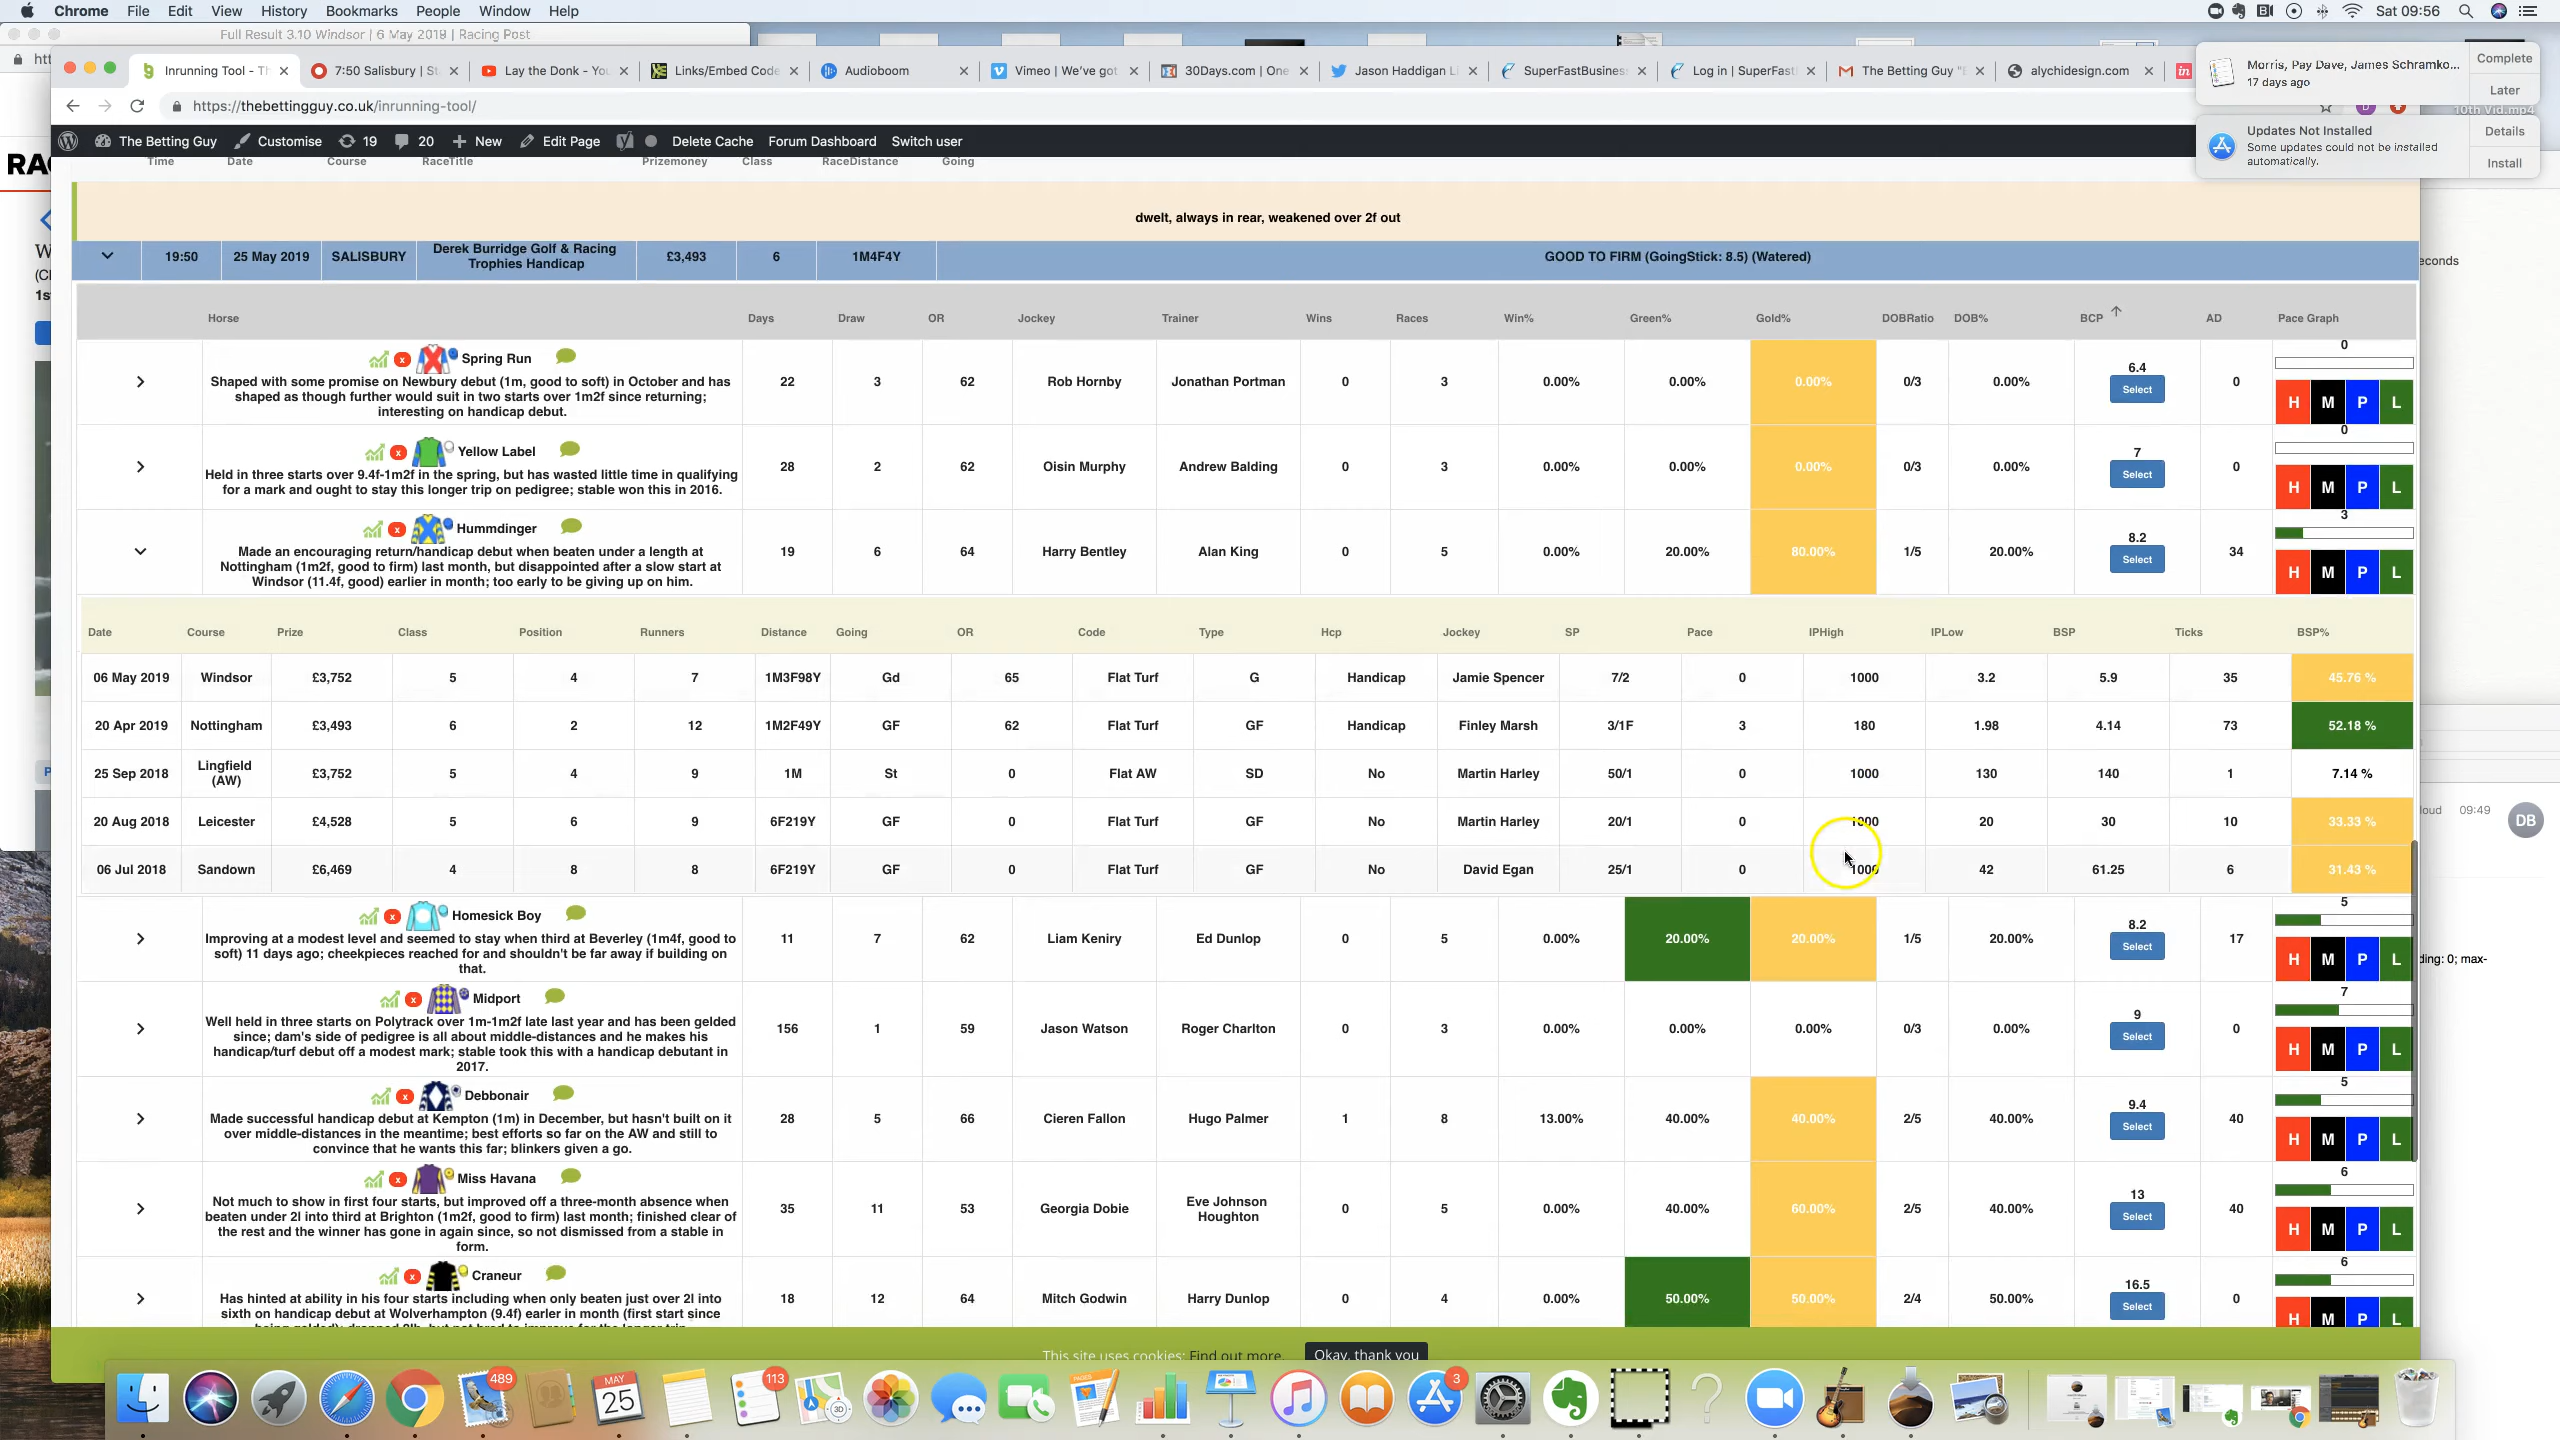 Chrome File Edit View History Bookmarks People Window Help Sat 09:56
Full Result 3.10 Windsor | 6 May 2019 | Racing Post
Inrunning Tool - Th 7:50 Salisbury | St Lay the Donk - You Links/Embed Code Audioboom Vimeo | We've got 30Days.com | One Jason Haddigan Li SuperFastBusines Log in | SuperFast The Betting Guy "E alychidesign.com
Morris, Pay Dave, James Schramko...
17 days ago
Complete
Later
https://thebettingguy.co.uk/inrunning-tool/
10th Vid.mp4
Updates Not Installed
Some updates could not be installed
automatically.
Details
Install
The Betting Guy Customise 19 20 New Edit Page Delete Cache Forum Dashboard Switch user
Time Date Course RaceTitle Prizemoney Class RaceDistance Going
dwelt, always in rear, weakened over 2f out
19:50 25 May 2019 SALISBURY Derek Burridge Golf & Racing £3,493 6 1M4F4Y GOOD TO FIRM (GoingStick: 8.5) (Watered)
Trophies Handicap
Horse Days Draw OR Jockey Trainer Wins Races Win% Green% Gold% DOBRatio DOB% BCP AD Pace Graph
x Spring Run
Shaped with some promise on Newbury debut (1m, good to soft) in October and has
shaped as though further would suit in two starts over 1m2f since returning;
interesting on handicap debut.
22 3 62 Rob Hornby Jonathan Portman 0 3 0.00% 0.00% 0.00% 0/3 0.00% 6.4 Select 0 0
H M P L
x Yellow Label
Held in three starts over 9.4f-1m2f in the spring, but has wasted little time in qualifying
for a mark and ought to stay this longer trip on pedigree; stable won this in 2016.
28 2 62 Oisin Murphy Andrew Balding 0 3 0.00% 0.00% 0.00% 0/3 0.00% 7 Select 0 0
H M P L
x Hummdinger
Made an encouraging return/handicap debut when beaten under a length at
Nottingham (1m2f, good to firm) last month, but disappointed after a slow start at
Windsor (11.4f, good) earlier in month; too early to be giving up on him.
19 6 64 Harry Bentley Alan King 0 5 0.00% 20.00% 80.00% 1/5 20.00% 8.2 Select 34 3
H M P L
Date Course Prize Class Position Runners Distance Going OR Code Type Hcp Jockey SP Pace IPHigh IPLow BSP Ticks BSP%
06 May 2019 Windsor £3,752 5 4 7 1M3F98Y Gd 65 Flat Turf G Handicap Jamie Spencer 7/2 0 1000 3.2 5.9 35 45.76 %
20 Apr 2019 Nottingham £3,493 6 2 12 1M2F49Y GF 62 Flat Turf GF Handicap Finley Marsh 3/1F 3 180 1.98 4.14 73 52.18 %
25 Sep 2018 Lingfield (AW) £3,752 5 4 9 1M St 0 Flat AW SD No Martin Harley 50/1 0 1000 130 140 1 7.14 %
20 Aug 2018 Leicester £4,528 5 6 9 6F219Y GF 0 Flat Turf GF No Martin Harley 20/1 0 1000 20 30 10 33.33 %
06 Jul 2018 Sandown £6,469 4 8 8 6F219Y GF 0 Flat Turf GF No David Egan 25/1 0 1000 42 61.25 6 31.43 %
x Homesick Boy
Improving at a modest level and seemed to stay when third at Beverley (1m4f, good to
soft) 11 days ago; cheekpieces reached for and shouldn't be far away if building on
that.
11 7 62 Liam Keniry Ed Dunlop 0 5 0.00% 20.00% 20.00% 1/5 20.00% 8.2 Select 17 5
H M P L
x Midport
Well held in three starts on Polytrack over 1m-1m2f late last year and has been gelded
since; dam's side of pedigree is all about middle-distances and he makes his
handicap/turf debut off a modest mark; stable took this with a handicap debutant in
2017.
156 1 59 Jason Watson Roger Charlton 0 3 0.00% 0.00% 0.00% 0/3 0.00% 9 Select 0 7
H M P L
x Debbonair
Made successful handicap debut at Kempton (1m) in December, but hasn't built on it
over middle-distances in the meantime; best efforts so far on the AW and still to
convince that he wants this far; blinkers given a go.
28 5 66 Cieren Fallon Hugo Palmer 1 8 13.00% 40.00% 40.00% 2/5 40.00% 9.4 Select 40 5
H M P L
x Miss Havana
Not much to show in first four starts, but improved off a three-month absence when
beaten under 2l into third at Brighton (1m2f, good to firm) last month; finished clear of
the rest and the winner has gone in again since, so not dismissed from a stable in
form.
35 11 53 Georgia Dobie Eve Johnson Houghton 0 5 0.00% 40.00% 60.00% 2/5 40.00% 13 Select 40 6
H M P L
x Craneur
Has hinted at ability in his four starts including when only beaten just over 2l into
sixth on handicap debut at Wolverhampton (9.4f) earler in month (first start since
18 12 64 Mitch Godwin Harry Dunlop 0 4 0.00% 50.00% 50.00% 2/4 50.00% 16.5 Select 0 6
H M P L
This site uses cookies: Find out more. Okay, thank you
econds
oud 09:49
DB
ding: 0; max-
489 MAY 25 113 PAGES 3